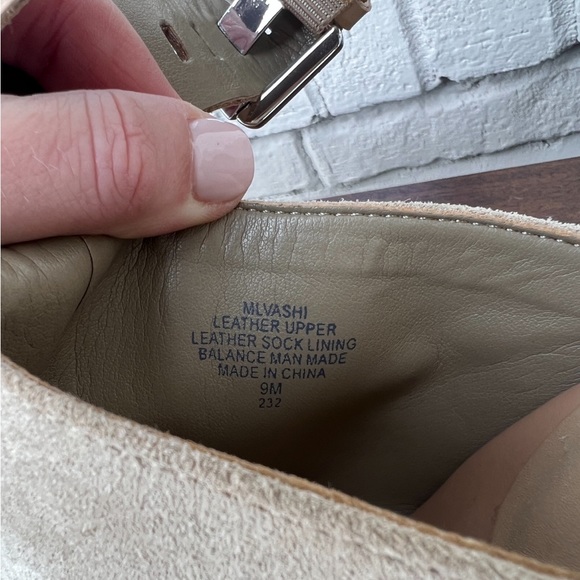 MLVASHI
LEATHER UPPER
LEATHER SOCK LINING
BALANCE MAN MADE
MADE IN CHINA
9M
232